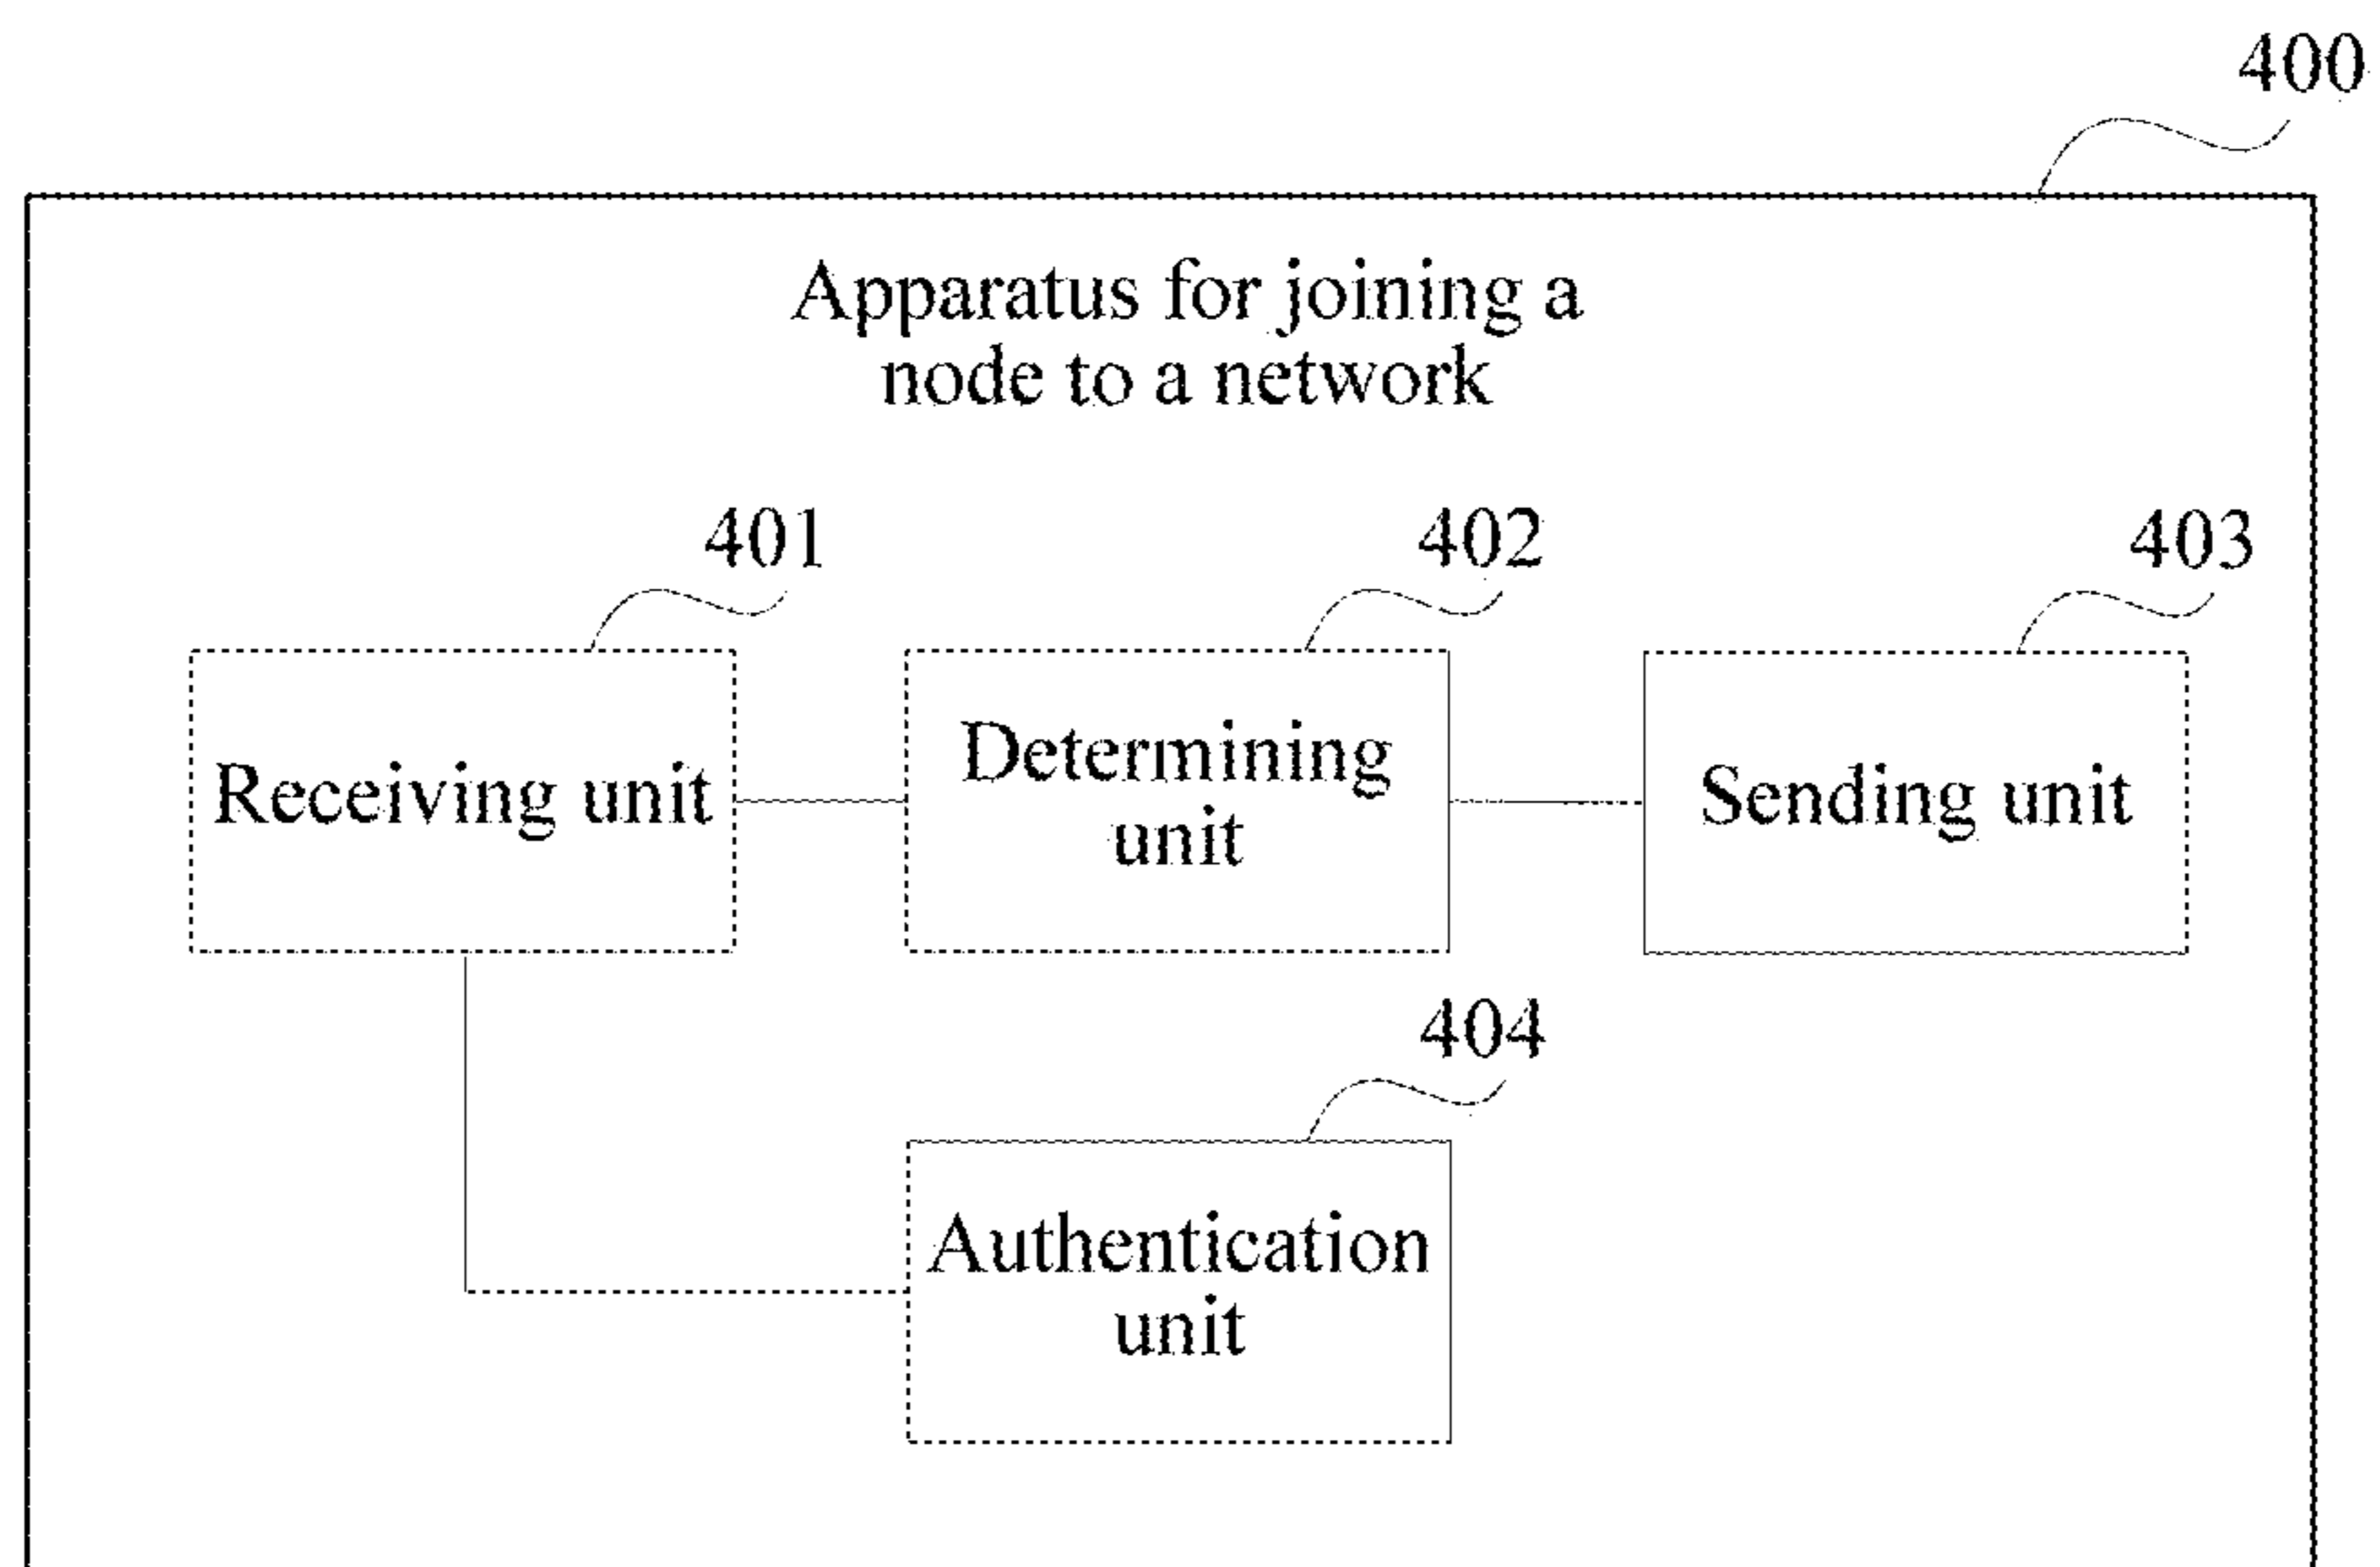 400
Apparatus for joining a
node to a network
401
402
403
Receiving unit
Determining
unit
Sending unit
404
Authentication
unit